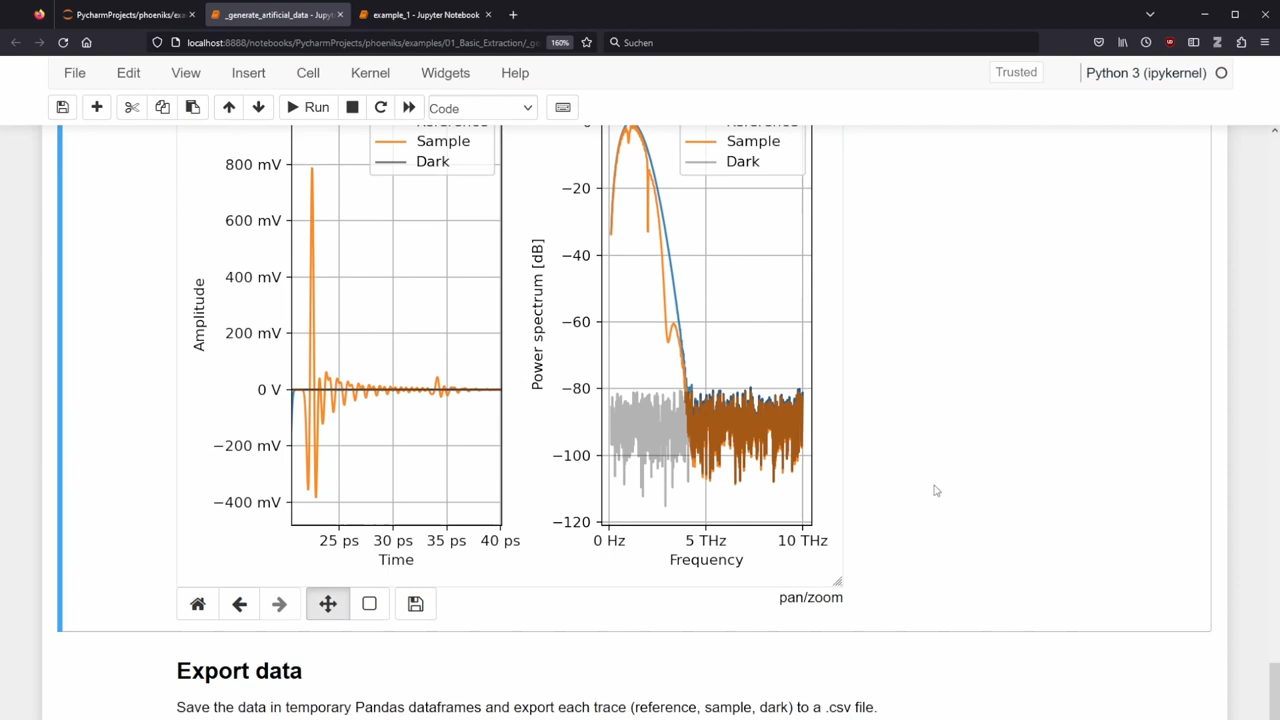 PycharmProjects/phoeniks/exa
_generate_artificial_data - Jupyt
example_1 - Jupyter Notebook
localhost:8888/notebooks/PycharmProjects/phoeniks/examples/01_Basic_Extraction/_ge
160%
Suchen
File Edit View Insert Cell Kernel Widgets Help
Trusted
Python 3 (ipykernel)
Run
Code
Sample
Dark
800 mV
600 mV
400 mV
200 mV
0 V
−200 mV
−400 mV
Amplitude
25 ps 30 ps 35 ps 40 ps
Time
Sample
Dark
−20
−40
−60
−80
−100
−120
Power spectrum [dB]
0 Hz 5 THz 10 THz
Frequency
pan/zoom
Export data
Save the data in temporary Pandas dataframes and export each trace (reference, sample, dark) to a .csv file.